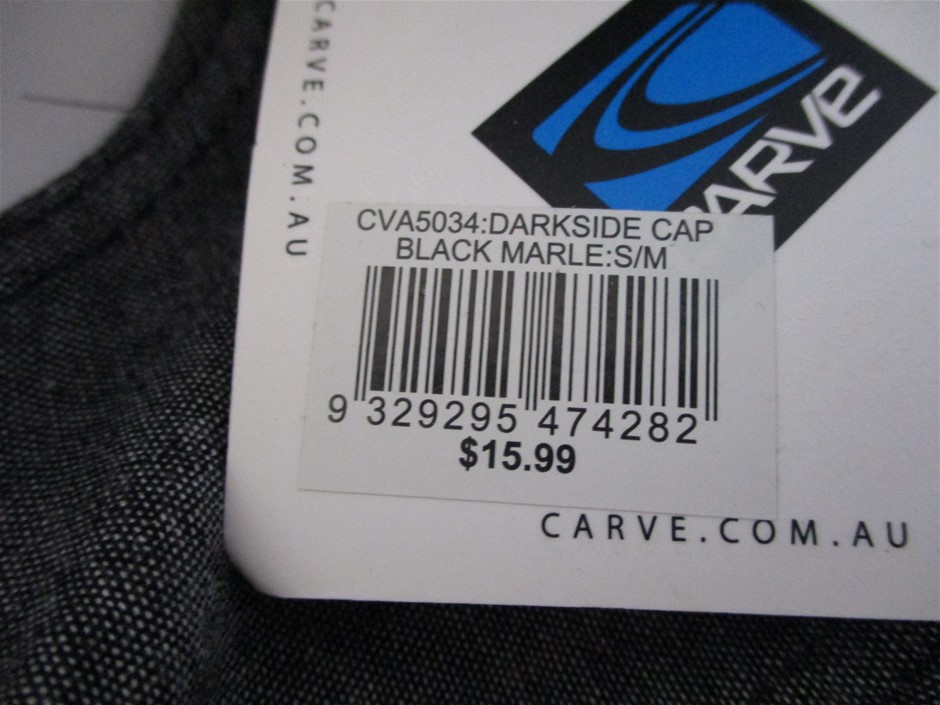 CARVE.COM.AU
CARVE
CVA5034:DARKSIDE CAP
BLACK MARLE:S/M
9 329295 474282
$15.99
CARVE.COM.AU